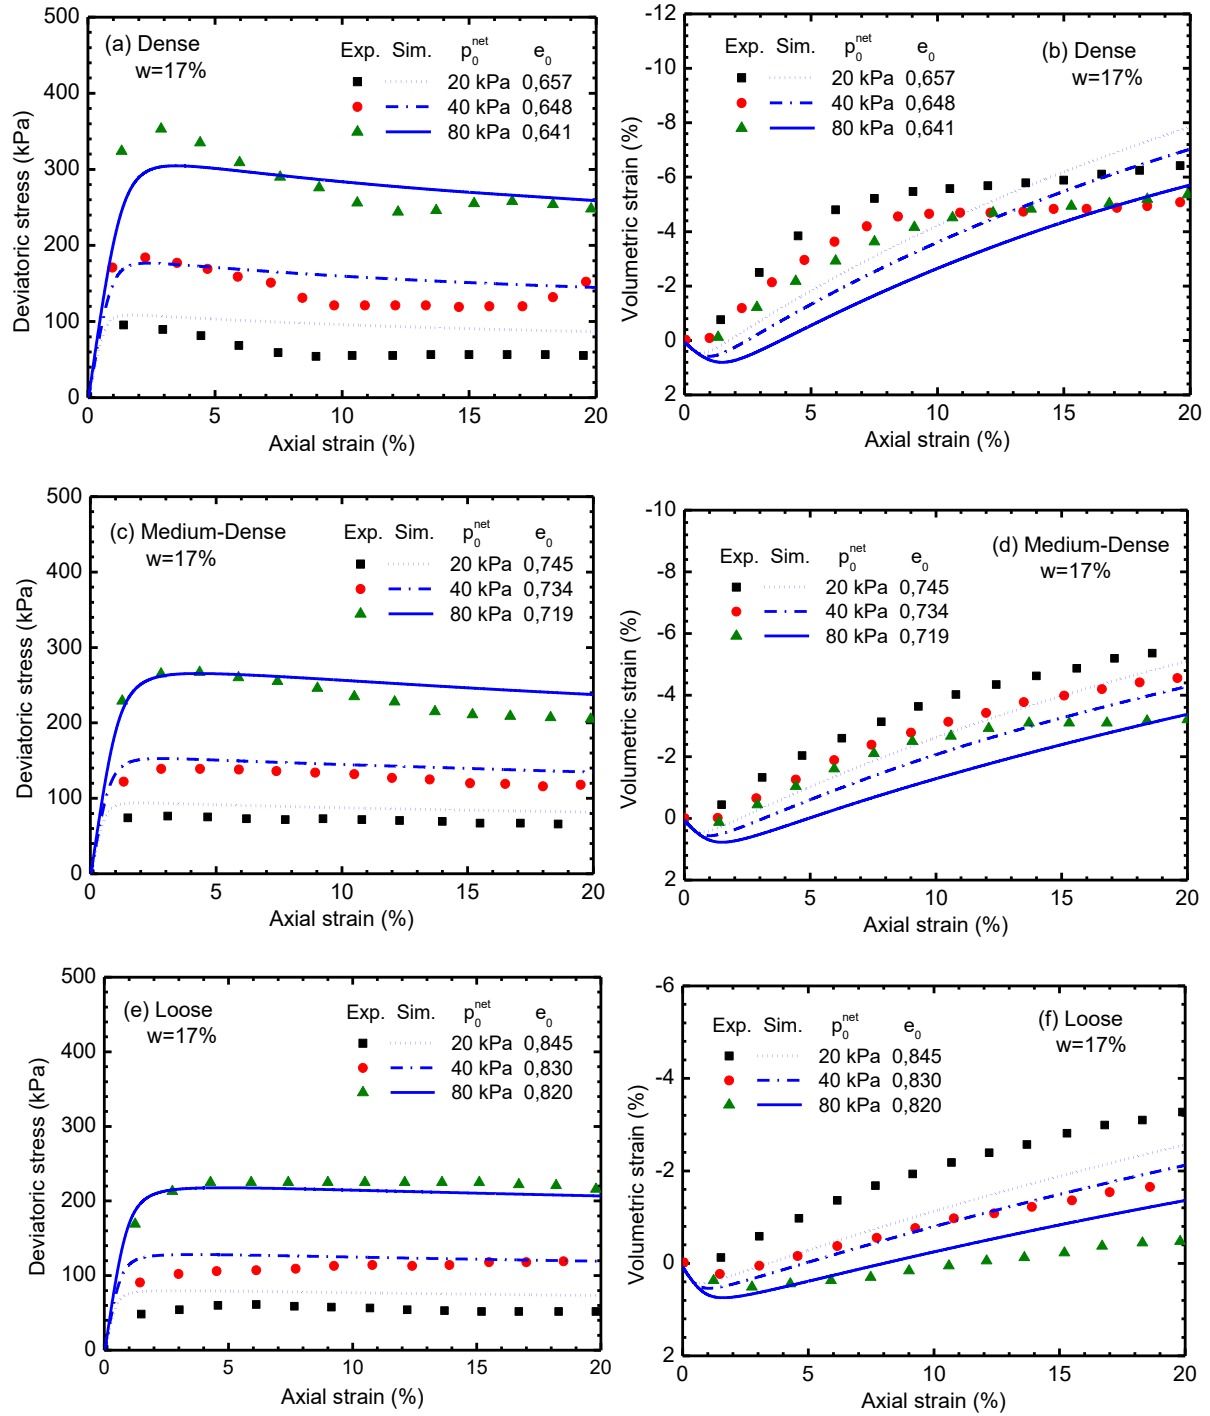 (a) Dense
w=17%
Exp. Sim. p₀ⁿᵉᵗ e₀
20 kPa 0,657
40 kPa 0,648
80 kPa 0,641
500
400
300
200
100
0
Deviatoric stress (kPa)
0 5 10 15 20
Axial strain (%)
(b) Dense
w=17%
Exp. Sim. p₀ⁿᵉᵗ e₀
20 kPa 0,657
40 kPa 0,648
80 kPa 0,641
-12
-10
-8
-6
-4
-2
0
2
Volumetric strain (%)
0 5 10 15 20
Axial strain (%)
(c) Medium-Dense
w=17%
Exp. Sim. p₀ⁿᵉᵗ e₀
20 kPa 0,745
40 kPa 0,734
80 kPa 0,719
500
400
300
200
100
0
Deviatoric stress (kPa)
0 5 10 15 20
Axial strain (%)
(d) Medium-Dense
w=17%
Exp. Sim. p₀ⁿᵉᵗ e₀
20 kPa 0,745
40 kPa 0,734
80 kPa 0,719
-10
-8
-6
-4
-2
0
2
Volumetric strain (%)
0 5 10 15 20
Axial strain (%)
(e) Loose
w=17%
Exp. Sim. p₀ⁿᵉᵗ e₀
20 kPa 0,845
40 kPa 0,830
80 kPa 0,820
500
400
300
200
100
0
Deviatoric stress (kPa)
0 5 10 15 20
Axial strain (%)
(f) Loose
w=17%
Exp. Sim. p₀ⁿᵉᵗ e₀
20 kPa 0,845
40 kPa 0,830
80 kPa 0,820
-6
-4
-2
0
2
Volumetric strain (%)
0 5 10 15 20
Axial strain (%)